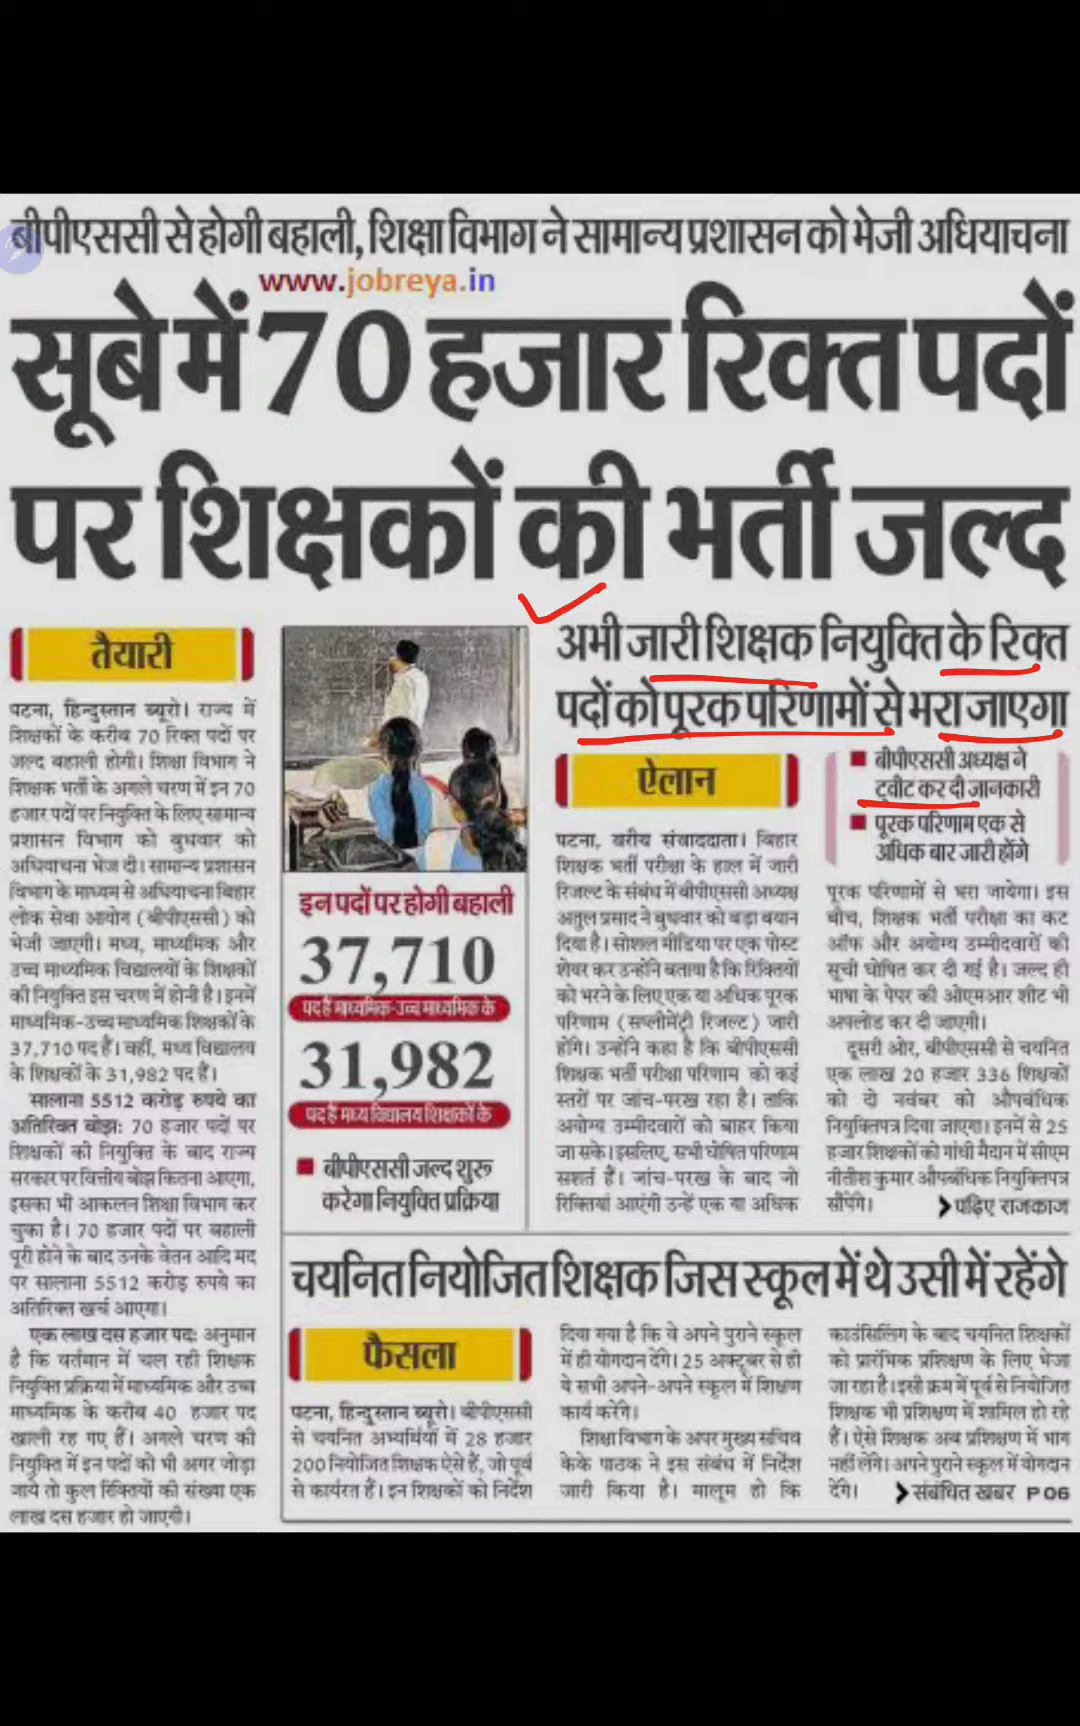 बीपीएससी से होगी बहाली, शिक्षा विभाग ने सामान्य प्रशासन को भेजी अधियाचना
www.jobreya.in
सूबे में 70 हजार रिक्त पदों
पर शिक्षकों की भर्ती जल्द
तैयारी
पटना, हिन्दुस्तान ब्यूरो। राज्य में
शिक्षकों के करीब 70 रिक्त पदों पर
जल्द बहाली होगी। शिक्षा विभाग ने
शिक्षक भर्ती के अगले चरण में इन 70
हजार पदों पर नियुक्ति के लिए सामान्य
प्रशासन विभाग को बुधवार को
अधियाचना भेज दी। सामान्य प्रशासन
विभाग के माध्यम से अधियाचना बिहार
लोक सेवा आयोग (बीपीएससी) को
भेजी जाएगी। मध्य, माध्यमिक और
उच्च माध्यमिक विद्यालयों के शिक्षकों
की नियुक्ति इस चरण में होनी है। इनमें
माध्यमिक-उच्च माध्यमिक शिक्षकों के
37,710 पद हैं। वहीं, मध्य विद्यालय
के शिक्षकों के 31,982 पद हैं।
सालाना 5512 करोड़ रुपये का
अतिरिक्त बोझ: 70 हजार पदों पर
शिक्षकों की नियुक्ति के बाद राज्य
सरकार पर वित्तीय बोझ कितना आएगा,
इसका भी आकलन शिक्षा विभाग कर
चुका है। 70 हजार पदों पर बहाली
पूरी होने के बाद उनके वेतन आदि मद
पर सालाना 5512 करोड़ रुपये का
अतिरिक्त खर्च आएगा।
एक लाख दस हजार पद: अनुमान
है कि वर्तमान में चल रही शिक्षक
नियुक्ति प्रक्रिया में माध्यमिक और उच्च
माध्यमिक के करीब 40 हजार पद
खाली रह गए हैं। अगले चरण की
नियुक्ति में इन पदों को भी अगर जोड़ा
जाये तो कुल रिक्तियों की संख्या एक
लाख दस हजार हो जाएगी।
इन पदों पर होगी बहाली
37,710
पद हैं माध्यमिक-उच्च माध्यमिक के
31,982
पद हैं मध्य विद्यालय शिक्षकों के
बीपीएससी जल्द शुरू
करेगा नियुक्ति प्रक्रिया
अभी जारी शिक्षक नियुक्ति के रिक्त
पदों को पूरक परिणामों से भरा जाएगा
ऐलान
पटना, वरीय संवाददाता। बिहार
शिक्षक भर्ती परीक्षा के हाल में जारी
रिजल्ट के संबंध में बीपीएससी अध्यक्ष
अतुल प्रसाद ने बुधवार को बड़ा बयान
दिया है। सोशल मीडिया पर एक पोस्ट
शेयर कर उन्होंने बताया है कि रिक्तियों
को भरने के लिए एक या अधिक पूरक
परिणाम (सप्लीमेंट्री रिजल्ट) जारी
होंगे। उन्होंने कहा है कि बीपीएससी
शिक्षक भर्ती परीक्षा परिणाम को कई
स्तरों पर जांच-परख रहा है। ताकि
अयोग्य उम्मीदवारों को बाहर किया
जा सके। इसलिए, सभी घोषित परिणाम
सशर्त हैं। जांच-परख के बाद जो
रिक्तियां आएंगी उन्हें एक या अधिक
बीपीएससी अध्यक्ष ने
ट्वीट कर दी जानकारी
पूरक परिणाम एक से
अधिक बार जारी होंगे
पूरक परिणामों से भरा जायेगा। इस
बीच, शिक्षक भर्ती परीक्षा का कट
ऑफ और अयोग्य उम्मीदवारों की
सूची घोषित कर दी गई है। जल्द ही
भाषा के पेपर की ओएमआर शीट भी
अपलोड कर दी जाएगी।
दूसरी ओर, बीपीएससी से चयनित
एक लाख 20 हजार 336 शिक्षकों
को दो नवंबर को औपबंधिक
नियुक्तिपत्र दिया जाएगा। इनमें से 25
हजार शिक्षकों को गांधी मैदान में सीएम
नीतीश कुमार औपबंधिक नियुक्तिपत्र
सौंपेंगे। पढ़िए राजकाज
चयनित नियोजित शिक्षक जिस स्कूल में थे उसी में रहेंगे
फैसला
पटना, हिन्दुस्तान ब्यूरो। बीपीएससी
से चयनित अभ्यर्थियों में 28 हजार
200 नियोजित शिक्षक ऐसे हैं, जो पूर्व
से कार्यरत हैं। इन शिक्षकों को निर्देश
दिया गया है कि वे अपने पुराने स्कूल
में ही योगदान देंगे। 25 अक्टूबर से ही
ये सभी अपने-अपने स्कूल में शिक्षण
कार्य करेंगे।
शिक्षा विभाग के अपर मुख्य सचिव
केके पाठक ने इस संबंध में निर्देश
जारी किया है। मालूम हो कि
काउंसिलिंग के बाद चयनित शिक्षकों
को प्रारंभिक प्रशिक्षण के लिए भेजा
जा रहा है। इसी क्रम में पूर्व से नियोजित
शिक्षक भी प्रशिक्षण में शामिल हो रहे
हैं। ऐसे शिक्षक अब प्रशिक्षण में भाग
नहीं लेंगे। अपने पुराने स्कूल में योगदान
देंगे। संबंधित खबर P 06